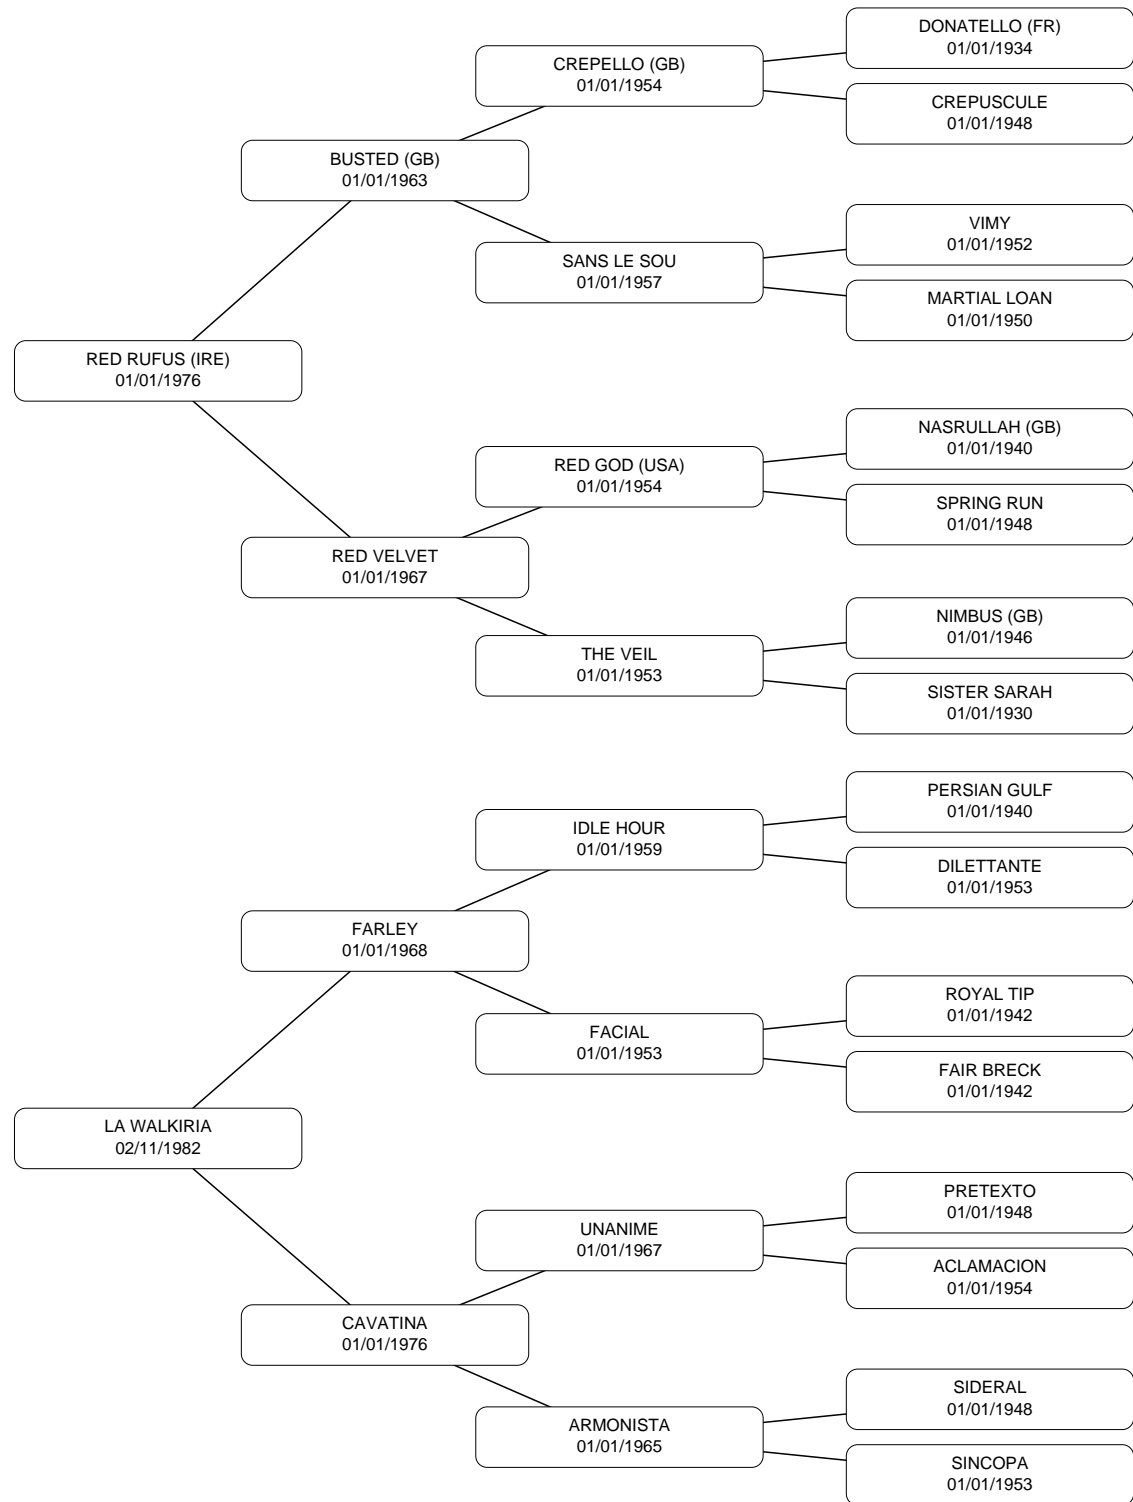 DONATELLO (FR)
01/01/1934
CREPELLO (GB)
01/01/1954
CREPUSCULE
01/01/1948
BUSTED (GB)
01/01/1963
VIMY
01/01/1952
SANS LE SOU
01/01/1957
MARTIAL LOAN
01/01/1950
RED RUFUS (IRE)
01/01/1976
NASRULLAH (GB)
01/01/1940
RED GOD (USA)
01/01/1954
SPRING RUN
01/01/1948
RED VELVET
01/01/1967
NIMBUS (GB)
01/01/1946
THE VEIL
01/01/1953
SISTER SARAH
01/01/1930
PERSIAN GULF
01/01/1940
IDLE HOUR
01/01/1959
DILETTANTE
01/01/1953
FARLEY
01/01/1968
ROYAL TIP
01/01/1942
FACIAL
01/01/1953
FAIR BRECK
01/01/1942
LA WALKIRIA
02/11/1982
PRETEXTO
01/01/1948
UNANIME
01/01/1967
ACLAMACION
01/01/1954
CAVATINA
01/01/1976
SIDERAL
01/01/1948
ARMONISTA
01/01/1965
SINCOPA
01/01/1953